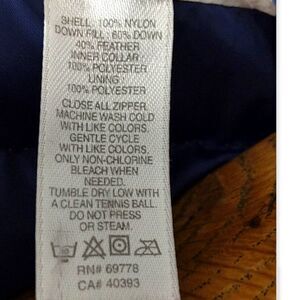 SHELL: 100% NYLON
DOWN FILL: 60% DOWN
40% FEATHER
INNER COLLAR:
100% POLYESTER
LINING:
100% POLYESTER
CLOSE ALL ZIPPER.
MACHINE WASH COLD
WITH LIKE COLORS.
GENTLE CYCLE
WITH LIKE COLORS.
ONLY NON-CHLORINE
BLEACH WHEN
NEEDED.
TUMBLE DRY LOW WITH
A CLEAN TENNIS BALL.
DO NOT PRESS
OR STEAM.
RN# 69778
CA# 40393